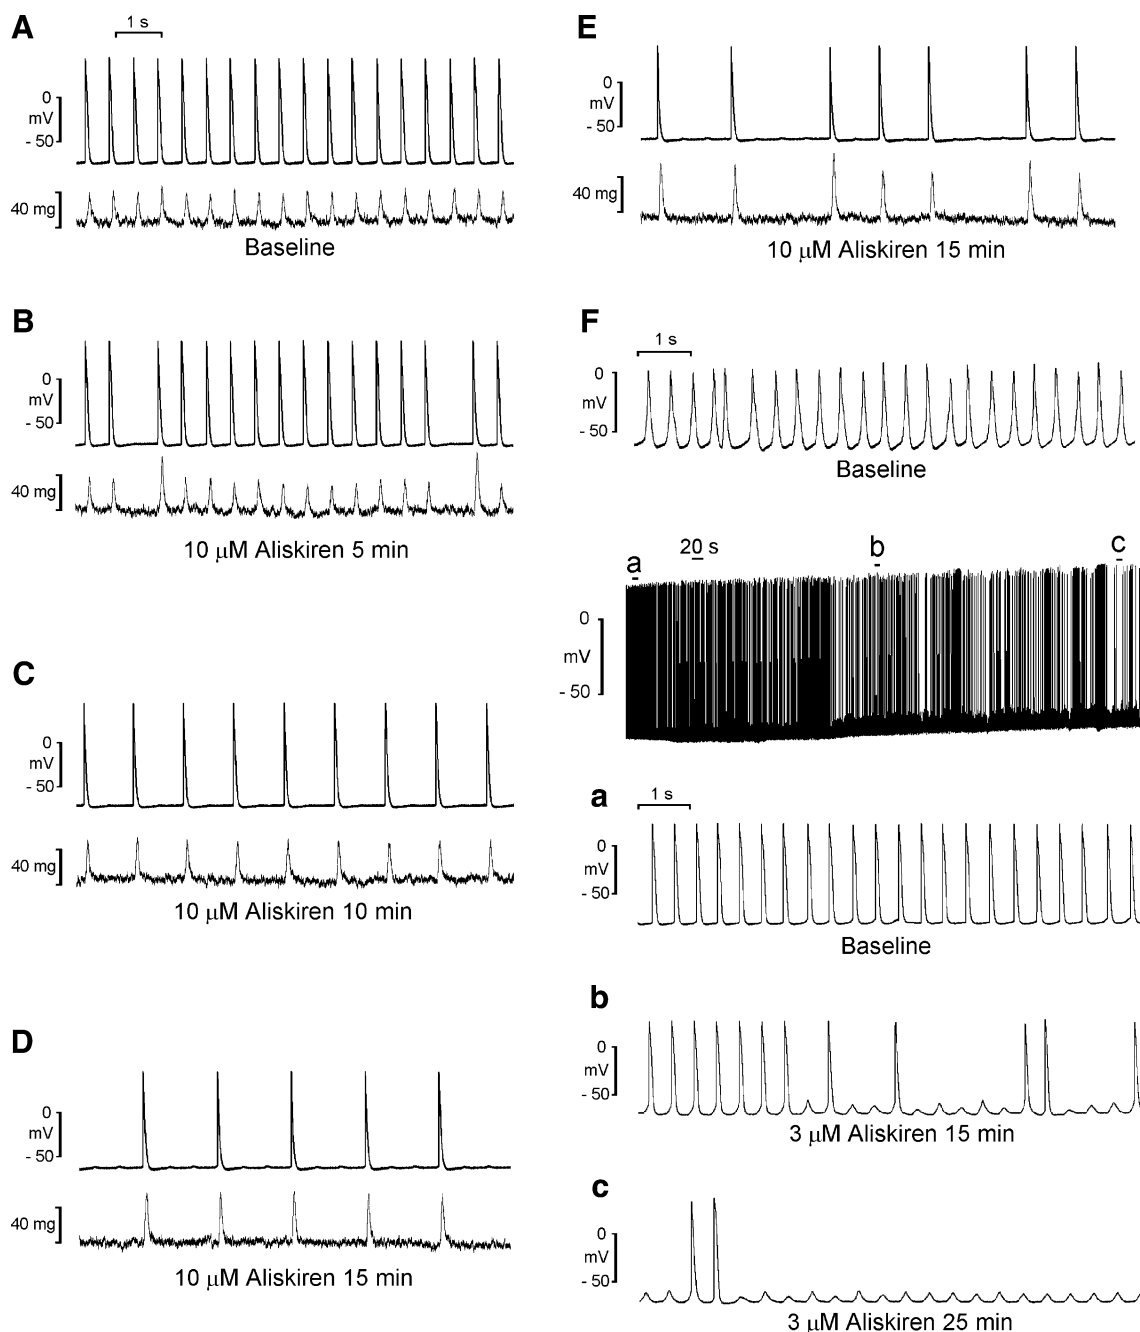 A
1 s
0
mV
- 50
40 mg
Baseline
B
0
mV
- 50
40 mg
10 μM Aliskiren 5 min
C
0
mV
- 50
40 mg
10 μM Aliskiren 10 min
D
0
mV
- 50
40 mg
10 μM Aliskiren 15 min
E
0
mV
- 50
40 mg
10 μM Aliskiren 15 min
F
1 s
0
mV
- 50
Baseline
a
20 s
b
c
0
mV
- 50
a
1 s
0
mV
- 50
Baseline
b
0
mV
- 50
3 μM Aliskiren 15 min
c
0
mV
- 50
3 μM Aliskiren 25 min